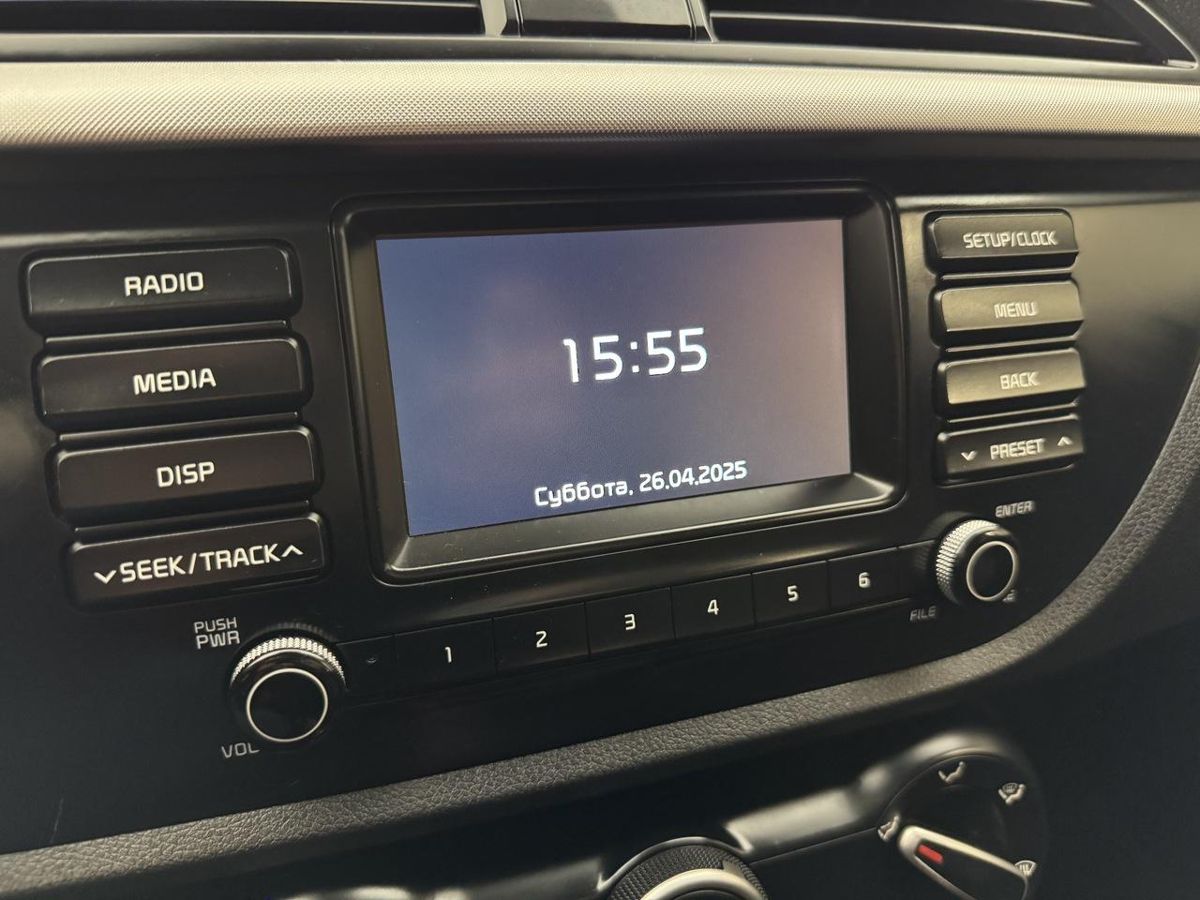 RADIO
MEDIA
DISP
SEEK/TRACK
PUSH
PWR
VOL
15:55
Суббота, 26.04.2025
SETUP/CLOCK
MENU
BACK
PRESET
ENTER
FILE
1 2 3 4 5 6